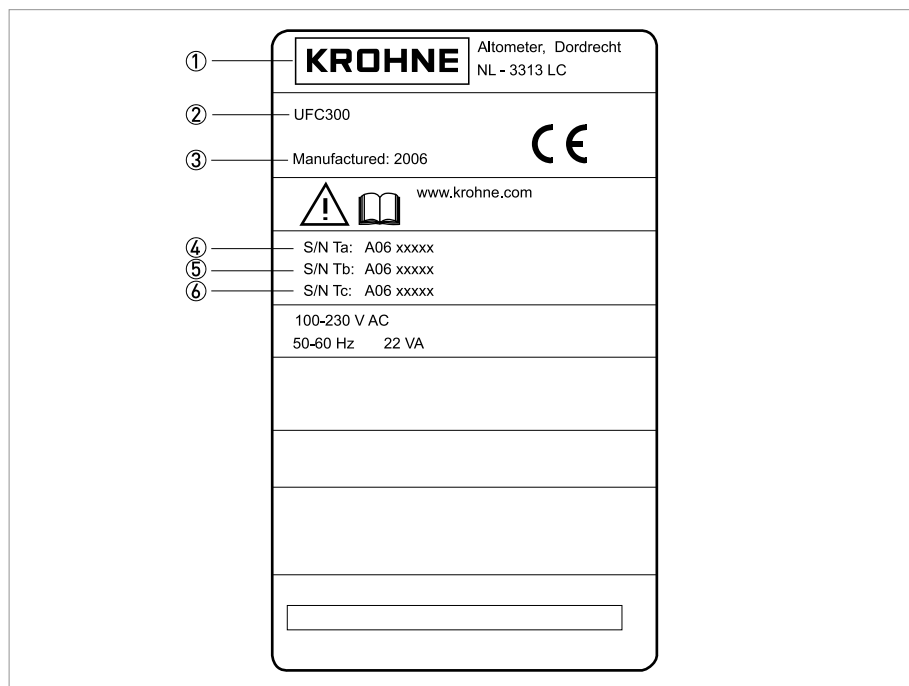 ① KROHNE Altometer, Dordrecht
NL - 3313 LC
② UFC300
CE
③ Manufactured: 2006
www.krohne.com
④ S/N Ta: A06 xxxxx
⑤ S/N Tb: A06 xxxxx
⑥ S/N Tc: A06 xxxxx
100-230 V AC
50-60 Hz 22 VA